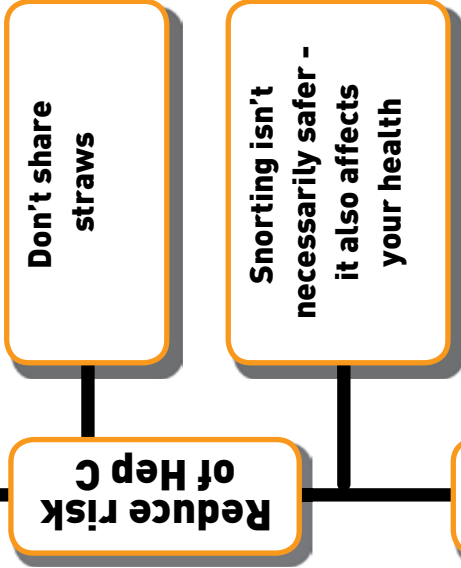 Don't share
straws
Snorting isn't
necessarily safer -
it also affects
your health
Reduce risk
of Hep C